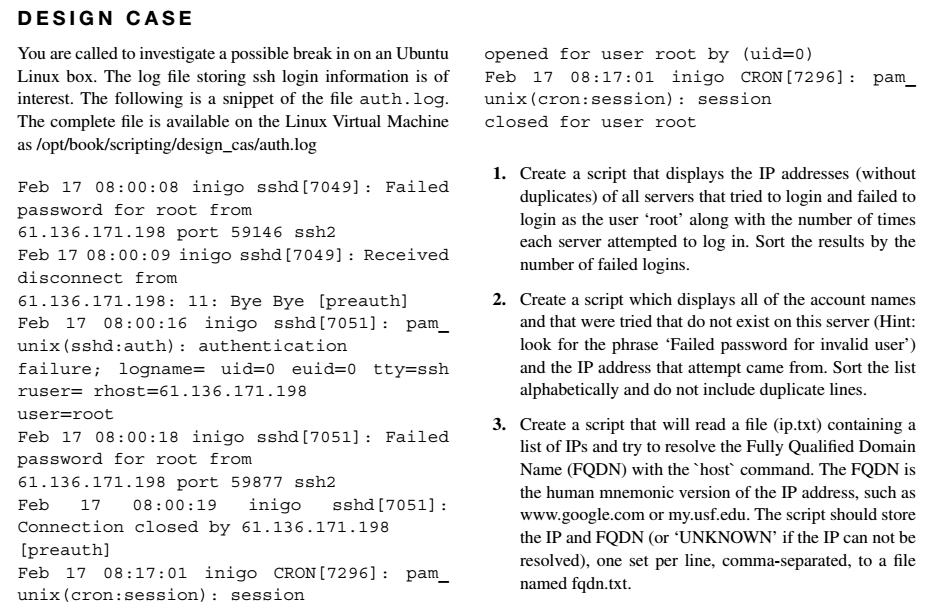 DESIGN CASE
You are called to investigate a possible break in on an Ubuntu
Linux box. The log file storing ssh login information is of
interest. The following is a snippet of the file auth.log.
The complete file is available on the Linux Virtual Machine
as /opt/book/scripting/design_cas/auth.log
Feb 17 08:00:08 inigo sshd[7049]: Failed
password for root from
61.136.171.198 port 59146 ssh2
Feb 17 08:00:09 inigo sshd[7049]: Received
disconnect from
61.136.171.198: 11: Bye Bye [preauth]
Feb 17 08:00:16 inigo sshd[7051]: pam_
unix(sshd:auth): authentication
failure; logname= uid=0 euid=0 tty=ssh
ruser= rhost=61.136.171.198
user=root
Feb 17 08:00:18 inigo sshd[7051]: Failed
password for root from
61.136.171.198 port 59877 ssh2
Feb 17 08:00:19 inigo sshd[7051]:
Connection closed by 61.136.171.198
[preauth]
Feb 17 08:17:01 inigo CRON[7296]: pam_
unix(cron:session): session
opened for user root by (uid=0)
Feb 17 08:17:01 inigo CRON[7296]: pam_
unix(cron:session): session
closed for user root
1. Create a script that displays the IP addresses (without
duplicates) of all servers that tried to login and failed to
login as the user ‘root’ along with the number of times
each server attempted to log in. Sort the results by the
number of failed logins.
2. Create a script which displays all of the account names
and that were tried that do not exist on this server (Hint:
look for the phrase ‘Failed password for invalid user’)
and the IP address that attempt came from. Sort the list
alphabetically and do not include duplicate lines.
3. Create a script that will read a file (ip.txt) containing a
list of IPs and try to resolve the Fully Qualified Domain
Name (FQDN) with the `host` command. The FQDN is
the human mnemonic version of the IP address, such as
www.google.com or my.usf.edu. The script should store
the IP and FQDN (or ‘UNKNOWN’ if the IP can not be
resolved), one set per line, comma-separated, to a file
named fqdn.txt.